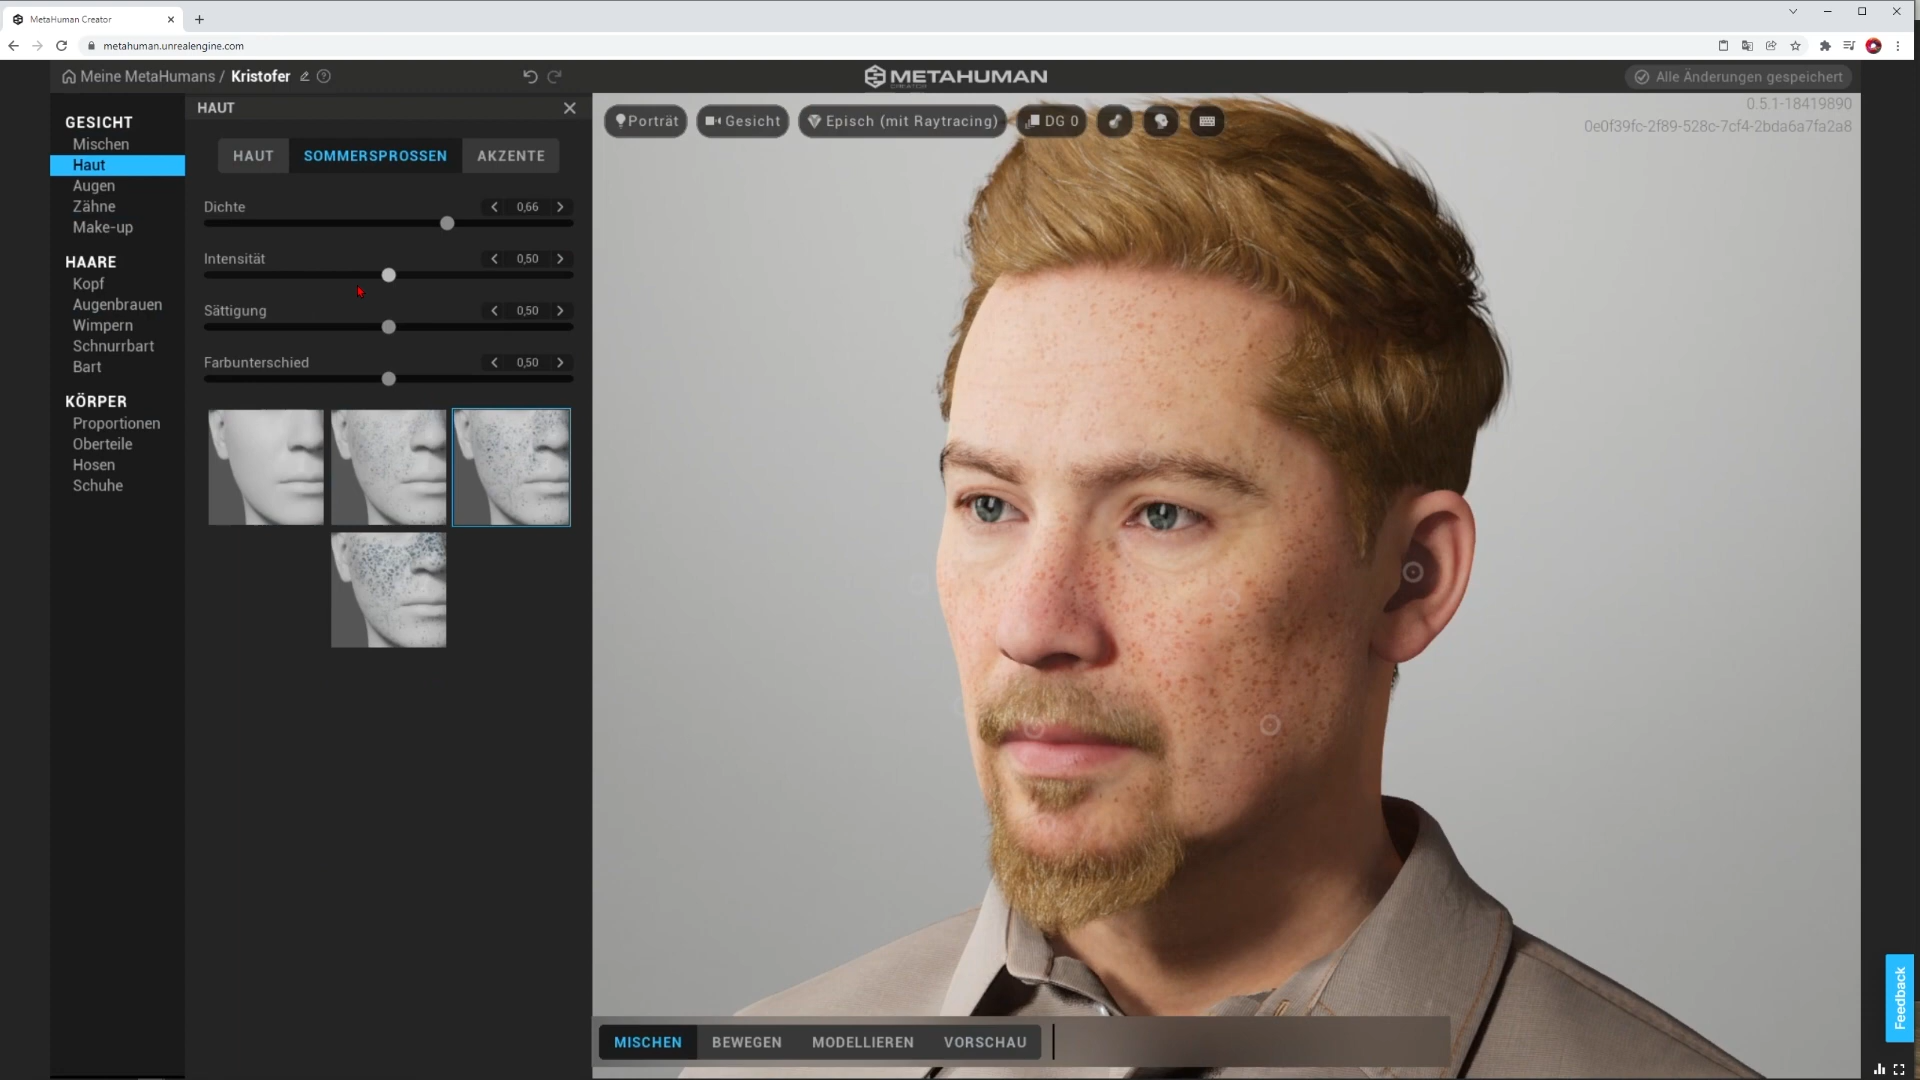 MetaHuman Creator
metahuman.unrealengine.com
Meine MetaHumans / Kristofer
METAHUMAN
CREATOR
Alle Änderungen gespeichert
GESICHT
Mischen
Haut
Augen
Zähne
Make-up
HAARE
Kopf
Augenbrauen
Wimpern
Schnurrbart
Bart
KÖRPER
Proportionen
Oberteile
Hosen
Schuhe
HAUT
HAUT SOMMERSPROSSEN AKZENTE
Dichte 0,66
Intensität 0,50
Sättigung 0,50
Farbunterschied 0,50
Porträt Gesicht Episch (mit Raytracing) DG 0
0.5.1-18419890
0e0f39fc-2f89-528c-7cf4-2bda6a7fa2a8
MISCHEN BEWEGEN MODELLIEREN VORSCHAU
Feedback